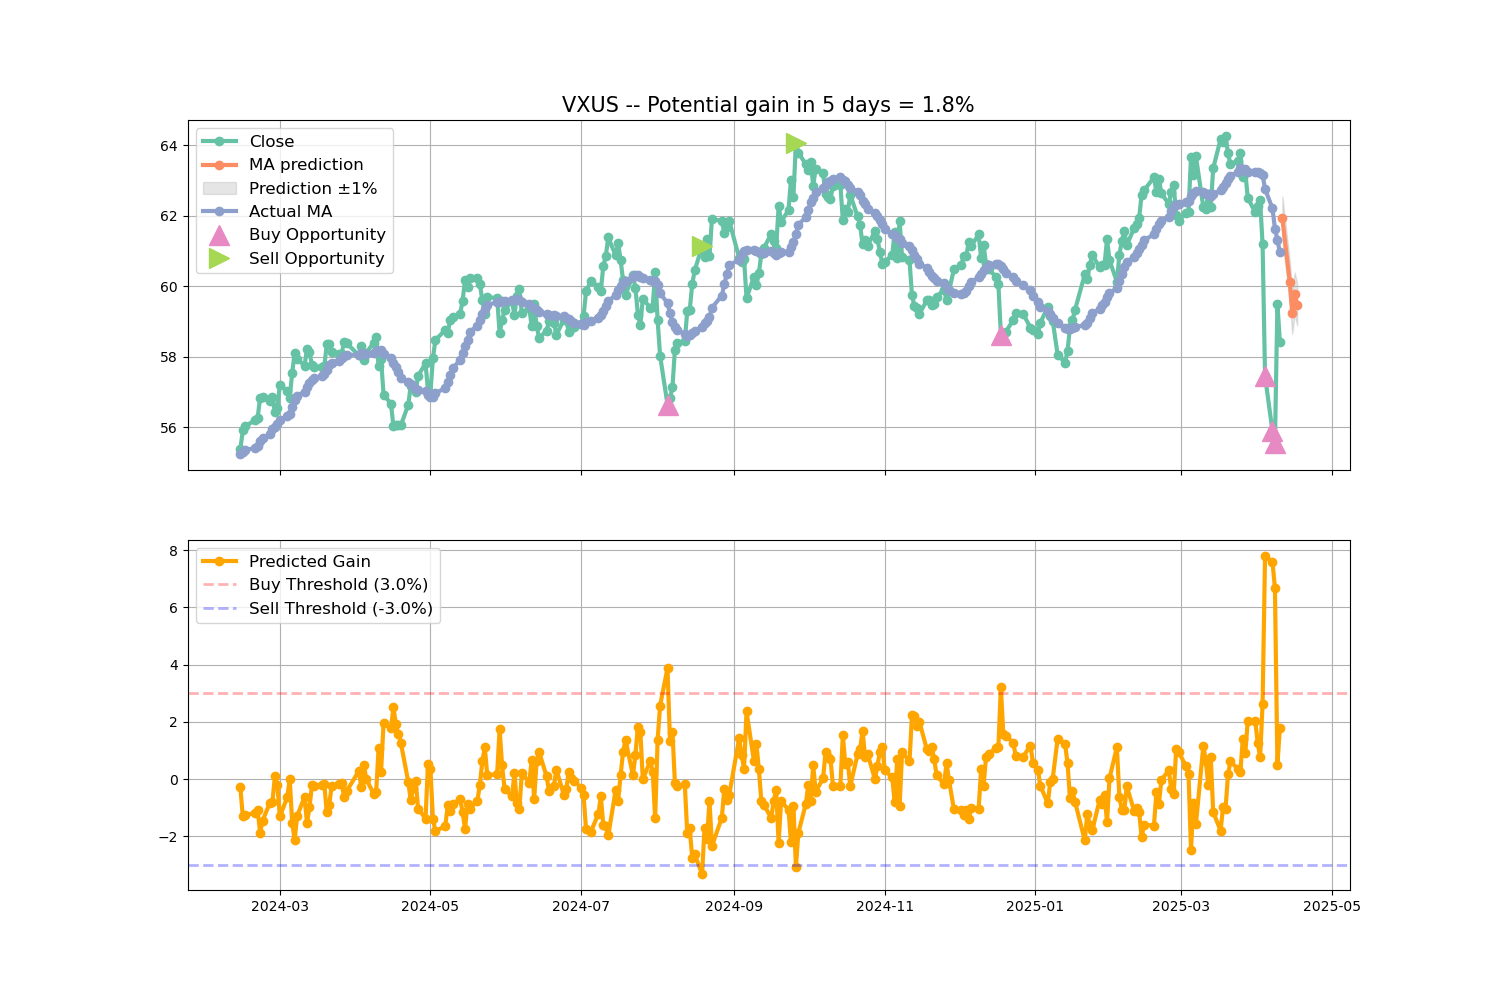 VXUS -- Potential gain in 5 days = 1.8%
Close
MA prediction
Prediction ±1%
Actual MA
Buy Opportunity
Sell Opportunity
64
62
60
58
56
Predicted Gain
Buy Threshold (3.0%)
Sell Threshold (-3.0%)
8
6
4
2
0
−2
2024-03
2024-05
2024-07
2024-09
2024-11
2025-01
2025-03
2025-05